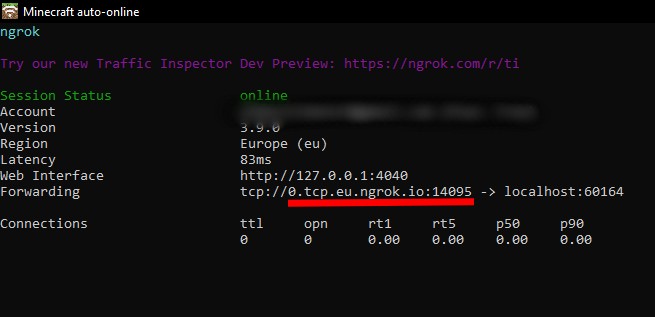 Minecraft auto-online
ngrok
Try our new Traffic Inspector Dev Preview: https://ngrok.com/r/ti
Session Status online
Account
Version 3.9.0
Region Europe (eu)
Latency 83ms
Web Interface http://127.0.0.1:4040
Forwarding tcp://0.tcp.eu.ngrok.io:14095 -> localhost:60164
Connections ttl opn rt1 rt5 p50 p90
0 0 0.00 0.00 0.00 0.00